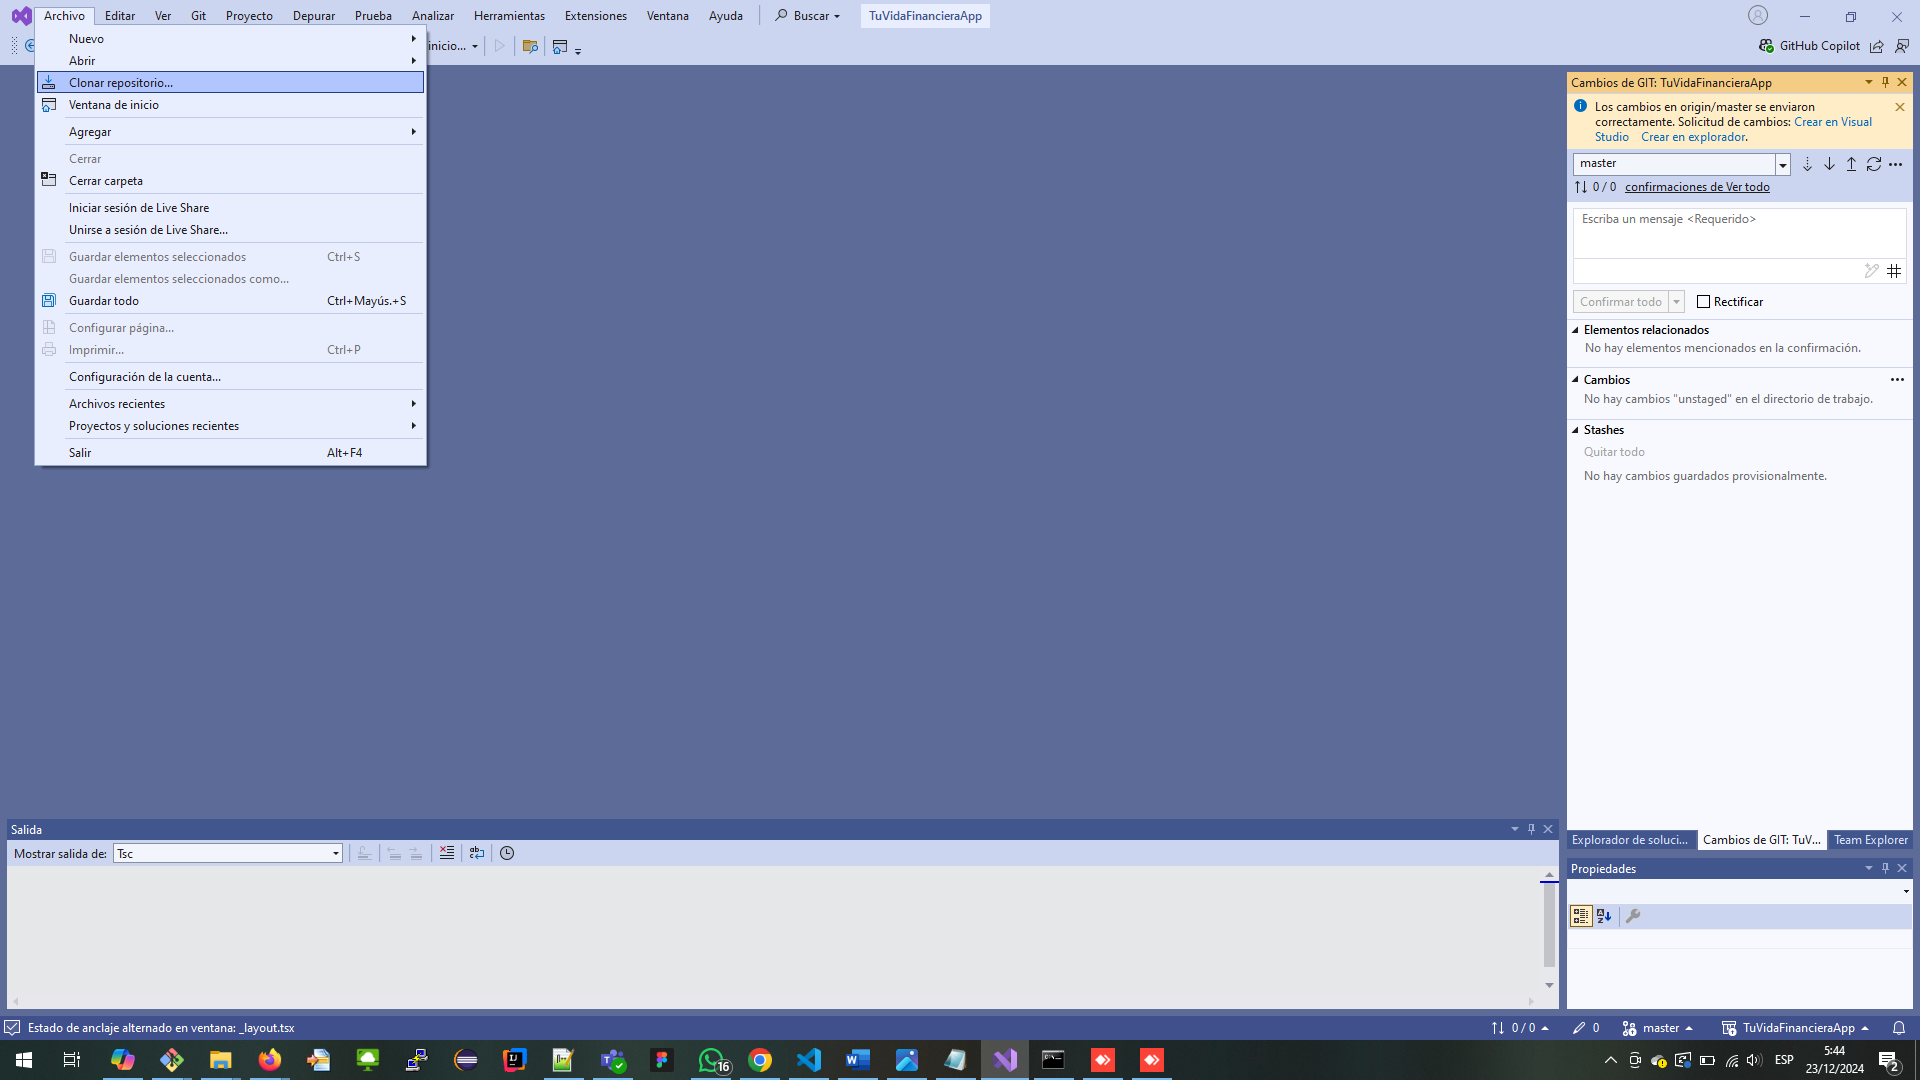 Archivo Editar Ver Git Proyecto Depurar Prueba Analizar Herramientas Extensiones Ventana Ayuda Buscar TuVidaFinancieraApp
inicio... GitHub Copilot
Nuevo
Abrir
Clonar repositorio...
Ventana de inicio
Agregar
Cerrar
Cerrar carpeta
Iniciar sesión de Live Share
Unirse a sesión de Live Share...
Guardar elementos seleccionados Ctrl+S
Guardar elementos seleccionados como...
Guardar todo Ctrl+Mayús.+S
Configurar página...
Imprimir... Ctrl+P
Configuración de la cuenta...
Archivos recientes
Proyectos y soluciones recientes
Salir Alt+F4
Cambios de GIT: TuVidaFinancieraApp
Los cambios en origin/master se enviaron
correctamente. Solicitud de cambios: Crear en Visual
Studio Crear en explorador.
master
0 / 0 confirmaciones de Ver todo
Escriba un mensaje <Requerido>
Confirmar todo Rectificar
Elementos relacionados
No hay elementos mencionados en la confirmación.
Cambios
No hay cambios "unstaged" en el directorio de trabajo.
Stashes
Quitar todo
No hay cambios guardados provisionalmente.
Salida
Mostrar salida de: Tsc
Explorador de soluci... Cambios de GIT: TuV... Team Explorer
Propiedades
Estado de anclaje alternado en ventana: _layout.tsx 0 / 0 0 master TuVidaFinancieraApp
16 ESP 5:44
23/12/2024 2